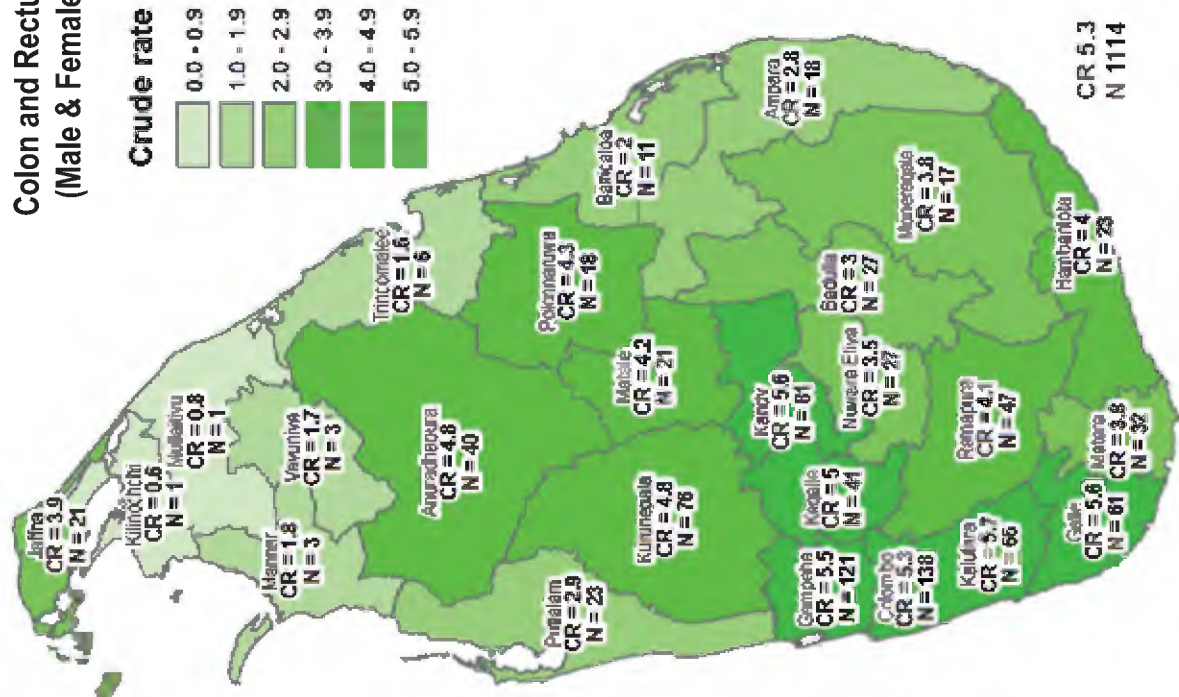 Colon and Rectu
(Male & Female
Crude rate
0.0 - 0.9
1.0 - 1.9
2.0 - 2.9
3.0 - 3.9
4.0 - 4.9
5.0 - 5.9
Jaffna
CR = 3.9
N = 21
Kilinochchi
CR = 0.6
N = 1
Mullaitivu
CR = 0.8
N = 1
Mannar
CR = 1.8
N = 3
Vavuniya
CR = 1.7
N = 3
Trincomalee
CR = 1.6
N = 6
Anuradhapura
CR = 4.8
N = 40
Puttalam
CR = 2.9
N = 23
Polonnaruwa
CR = 4.3
N = 18
Batticaloa
CR = 2
N = 11
Kurunegala
CR = 4.8
N = 76
Matale
CR = 4.2
N = 21
Ampara
CR = 2.8
N = 18
Kandy
CR = 5.6
N = 81
Kegalle
CR = 5
N = 41
Gampaha
CR = 5.5
N = 121
Nuwara Eliya
CR = 3.5
N = 27
Badulla
CR = 3
N = 27
Moneregala
CR = 3.8
N = 17
Colombo
CR = 5.3
N = 138
Ratnapura
CR = 4.1
N = 47
Kalutara
CR = 5.7
N = 66
Galle
CR = 5.6
N = 61
Matara
CR = 3.8
N = 32
Hambantota
CR = 4
N = 23
CR 5.3
N 1114